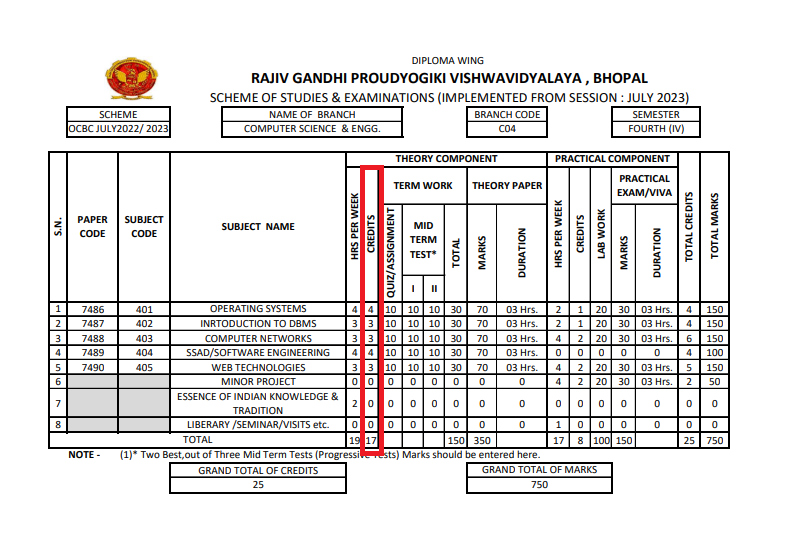 DIPLOMA WING
RAJIV GANDHI PROUDYOGIKI VISHWAVIDYALAYA , BHOPAL
SCHEME OF STUDIES & EXAMINATIONS (IMPLEMENTED FROM SESSION : JULY 2023)
SCHEME NAME OF BRANCH BRANCH CODE SEMESTER
OCBC JULY2022/ 2023 COMPUTER SCIENCE & ENGG. C04 FOURTH (IV)
S.N. PAPER CODE SUBJECT CODE SUBJECT NAME THEORY COMPONENT PRACTICAL COMPONENT TOTAL CREDITS TOTAL MARKS
HRS PER WEEK CREDITS TERM WORK THEORY PAPER HRS PER WEEK CREDITS LAB WORK PRACTICAL EXAM/VIVA
QUIZ/ASSIGNMENT MID TERM TEST* TOTAL MARKS DURATION MARKS DURATION
I II
1 7486 401 OPERATING SYSTEMS 4 4 10 10 10 30 70 03 Hrs. 2 1 20 30 03 Hrs. 4 150
2 7487 402 INRTODUCTION TO DBMS 3 3 10 10 10 30 70 03 Hrs. 2 1 20 30 03 Hrs. 4 150
3 7488 403 COMPUTER NETWORKS 3 3 10 10 10 30 70 03 Hrs. 4 2 20 30 03 Hrs. 6 150
4 7489 404 SSAD/SOFTWARE ENGINEERING 4 4 10 10 10 30 70 03 Hrs. 0 0 0 0 0 4 100
5 7490 405 WEB TECHNOLOGIES 3 3 10 10 10 30 70 03 Hrs. 4 2 20 30 03 Hrs. 5 150
6 MINOR PROJECT 0 0 0 0 0 0 0 0 4 2 20 30 03 Hrs. 2 50
7 ESSENCE OF INDIAN KNOWLEDGE & TRADITION 2 0 0 0 0 0 0 0 0 0 0 0 0 0 0
8 LIBERARY /SEMINAR/VISITS etc. 0 0 0 0 0 0 0 0 1 0 0 0 0 0 0
TOTAL 19 17 150 350 17 8 100 150 25 750
NOTE - (1)* Two Best,out of Three Mid Term Tests (Progressive Tests) Marks should be entered here.
GRAND TOTAL OF CREDITS GRAND TOTAL OF MARKS
25 750